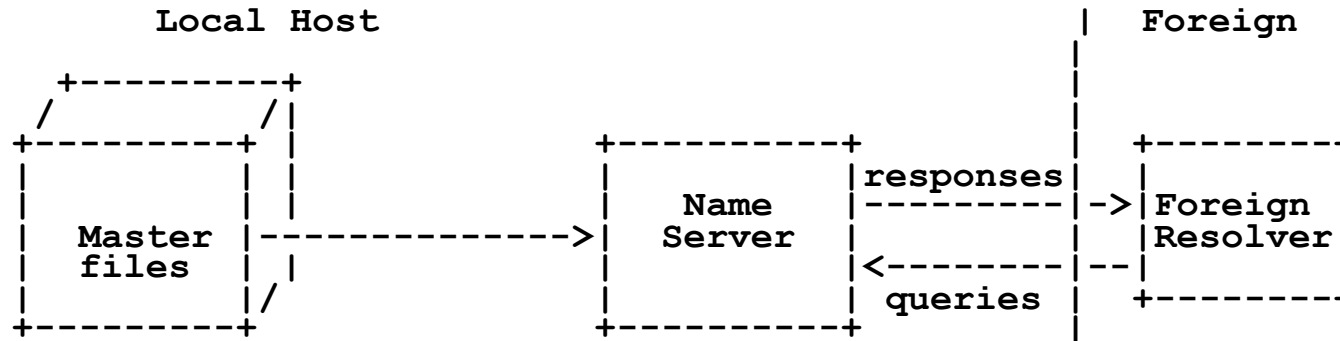 Local Host | Foreign
responses
Name
Foreign
Master
Server
Resolver
files
queries